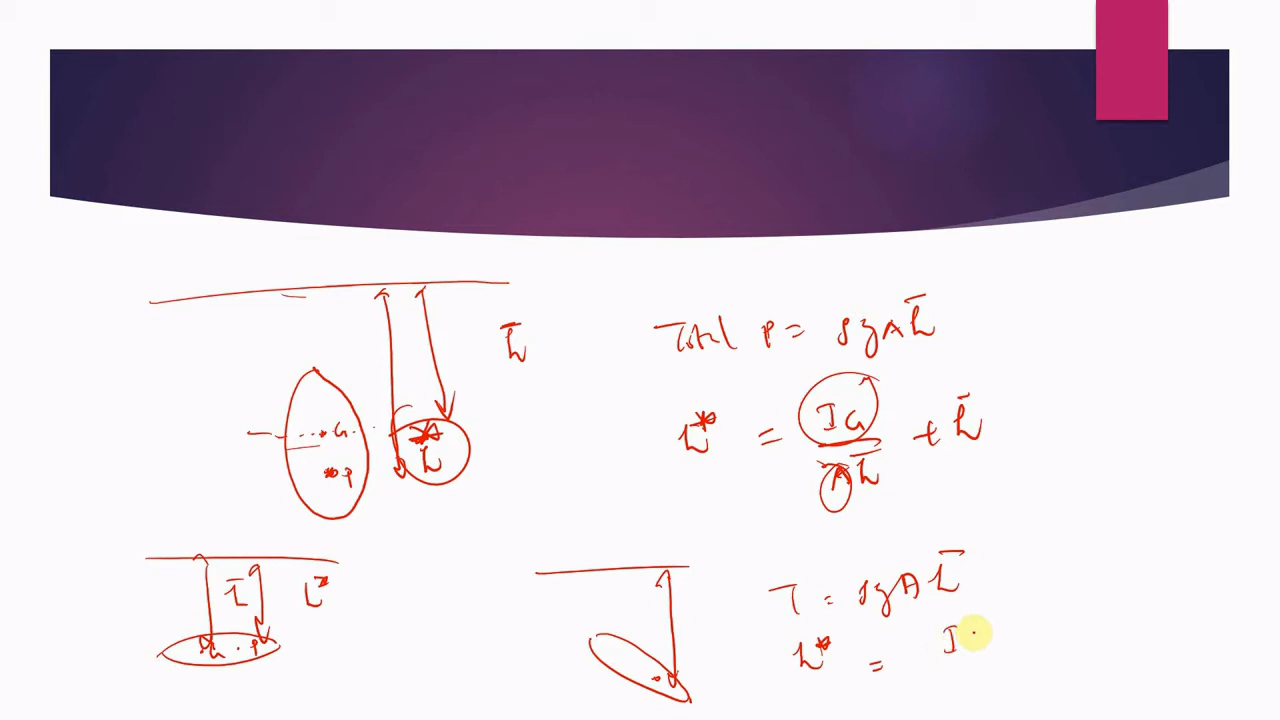 h̄
Total P = ρgAh̄
G
h*
h* = IG / Ah̄ + h̄
P
h̄ h*
G . P
T = ρgAh̄
h* = I